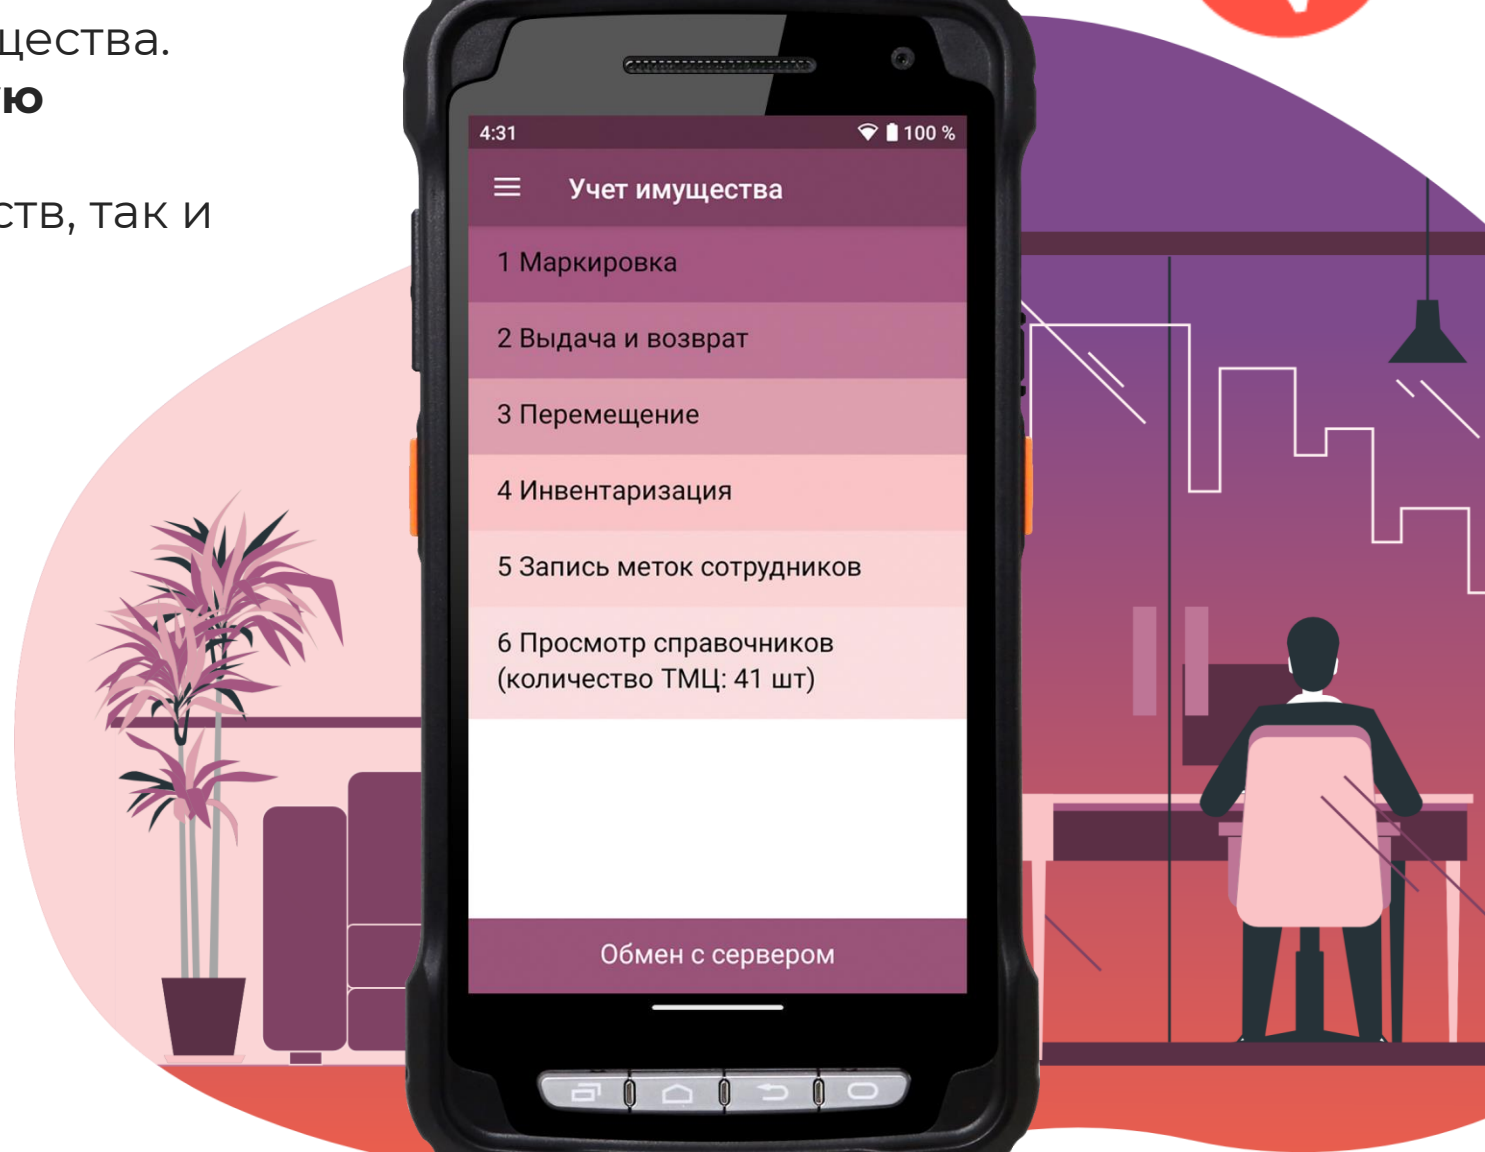 щества.
ую
ств, так и
4:31
100 %
Учет имущества
1 Маркировка
2 Выдача и возврат
3 Перемещение
4 Инвентаризация
5 Запись меток сотрудников
6 Просмотр справочников
(количество ТМЦ: 41 шт)
Обмен с сервером